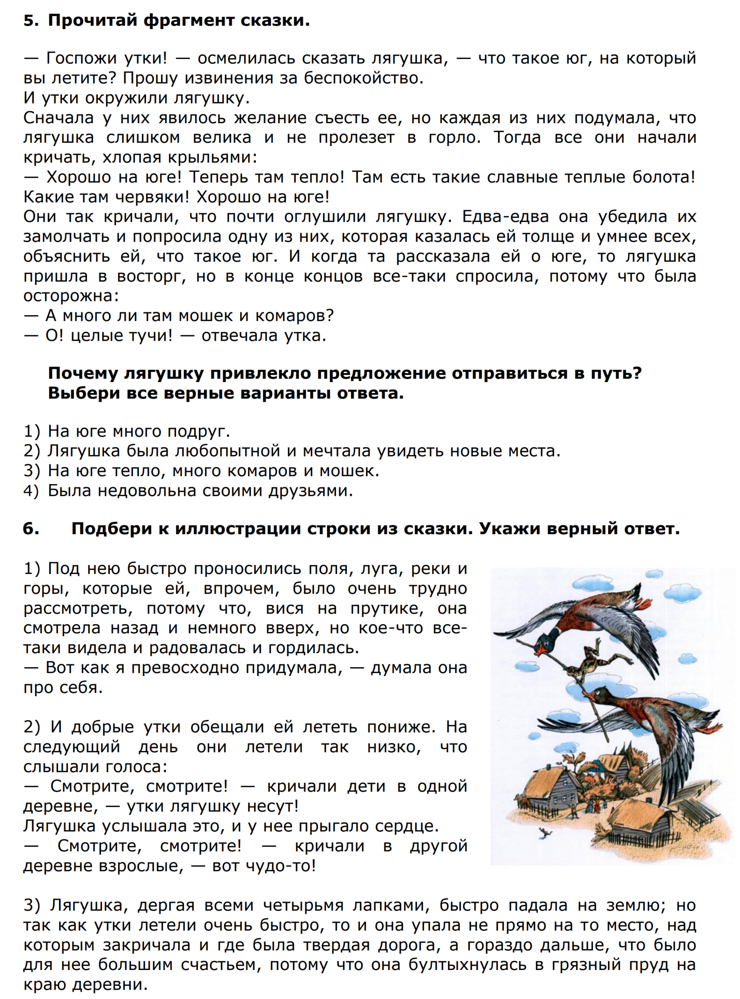 5. Прочитай фрагмент сказки.
— Госпожи утки! — осмелилась сказать лягушка, — что такое юг, на который
вы летите? Прошу извинения за беспокойство.
И утки окружили лягушку.
Сначала у них явилось желание съесть ее, но каждая из них подумала, что
лягушка слишком велика и не пролезет в горло. Тогда все они начали
кричать, хлопая крыльями:
— Хорошо на юге! Теперь там тепло! Там есть такие славные теплые болота!
Какие там червяки! Хорошо на юге!
Они так кричали, что почти оглушили лягушку. Едва-едва она убедила их
замолчать и попросила одну из них, которая казалась ей толще и умнее всех,
объяснить ей, что такое юг. И когда та рассказала ей о юге, то лягушка
пришла в восторг, но в конце концов все-таки спросила, потому что была
осторожна:
— А много ли там мошек и комаров?
— О! целые тучи! — отвечала утка.
Почему лягушку привлекло предложение отправиться в путь?
Выбери все верные варианты ответа.
1) На юге много подруг.
2) Лягушка была любопытной и мечтала увидеть новые места.
3) На юге тепло, много комаров и мошек.
4) Была недовольна своими друзьями.
6. Подбери к иллюстрации строки из сказки. Укажи верный ответ.
1) Под нею быстро проносились поля, луга, реки и
горы, которые ей, впрочем, было очень трудно
рассмотреть, потому что, вися на прутике, она
смотрела назад и немного вверх, но кое-что все-
таки видела и радовалась и гордилась.
— Вот как я превосходно придумала, — думала она
про себя.
2) И добрые утки обещали ей лететь пониже. На
следующий день они летели так низко, что
слышали голоса:
— Смотрите, смотрите! — кричали дети в одной
деревне, — утки лягушку несут!
Лягушка услышала это, и у нее прыгало сердце.
— Смотрите, смотрите! — кричали в другой
деревне взрослые, — вот чудо-то!
3) Лягушка, дергая всеми четырьмя лапками, быстро падала на землю; но
так как утки летели очень быстро, то и она упала не прямо на то место, над
которым закричала и где была твердая дорога, а гораздо дальше, что было
для нее большим счастьем, потому что она бултыхнулась в грязный пруд на
краю деревни.